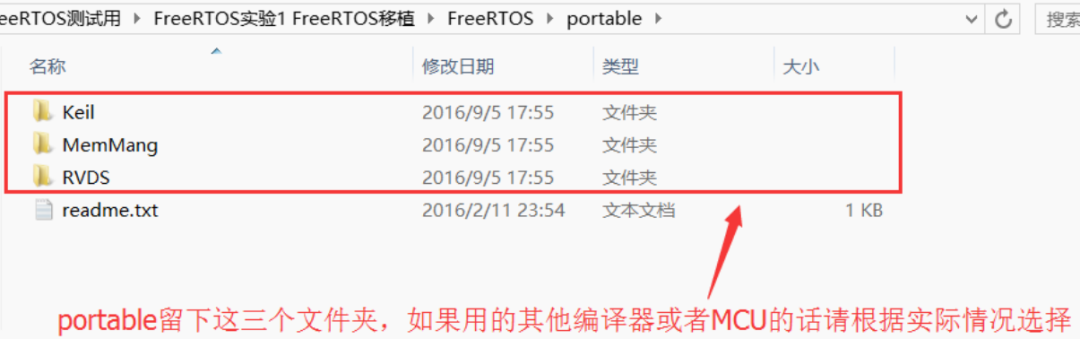 eeRTOS测试用 FreeRTOS实验1 FreeRTOS移植 FreeRTOS portable 搜索
名称 修改日期 类型 大小
Keil 2016/9/5 17:55 文件夹
MemMang 2016/9/5 17:55 文件夹
RVDS 2016/9/5 17:55 文件夹
readme.txt 2016/2/11 23:54 文本文档 1 KB
portable留下这三个文件夹，如果用的其他编译器或者MCU的话请根据实际情况选择